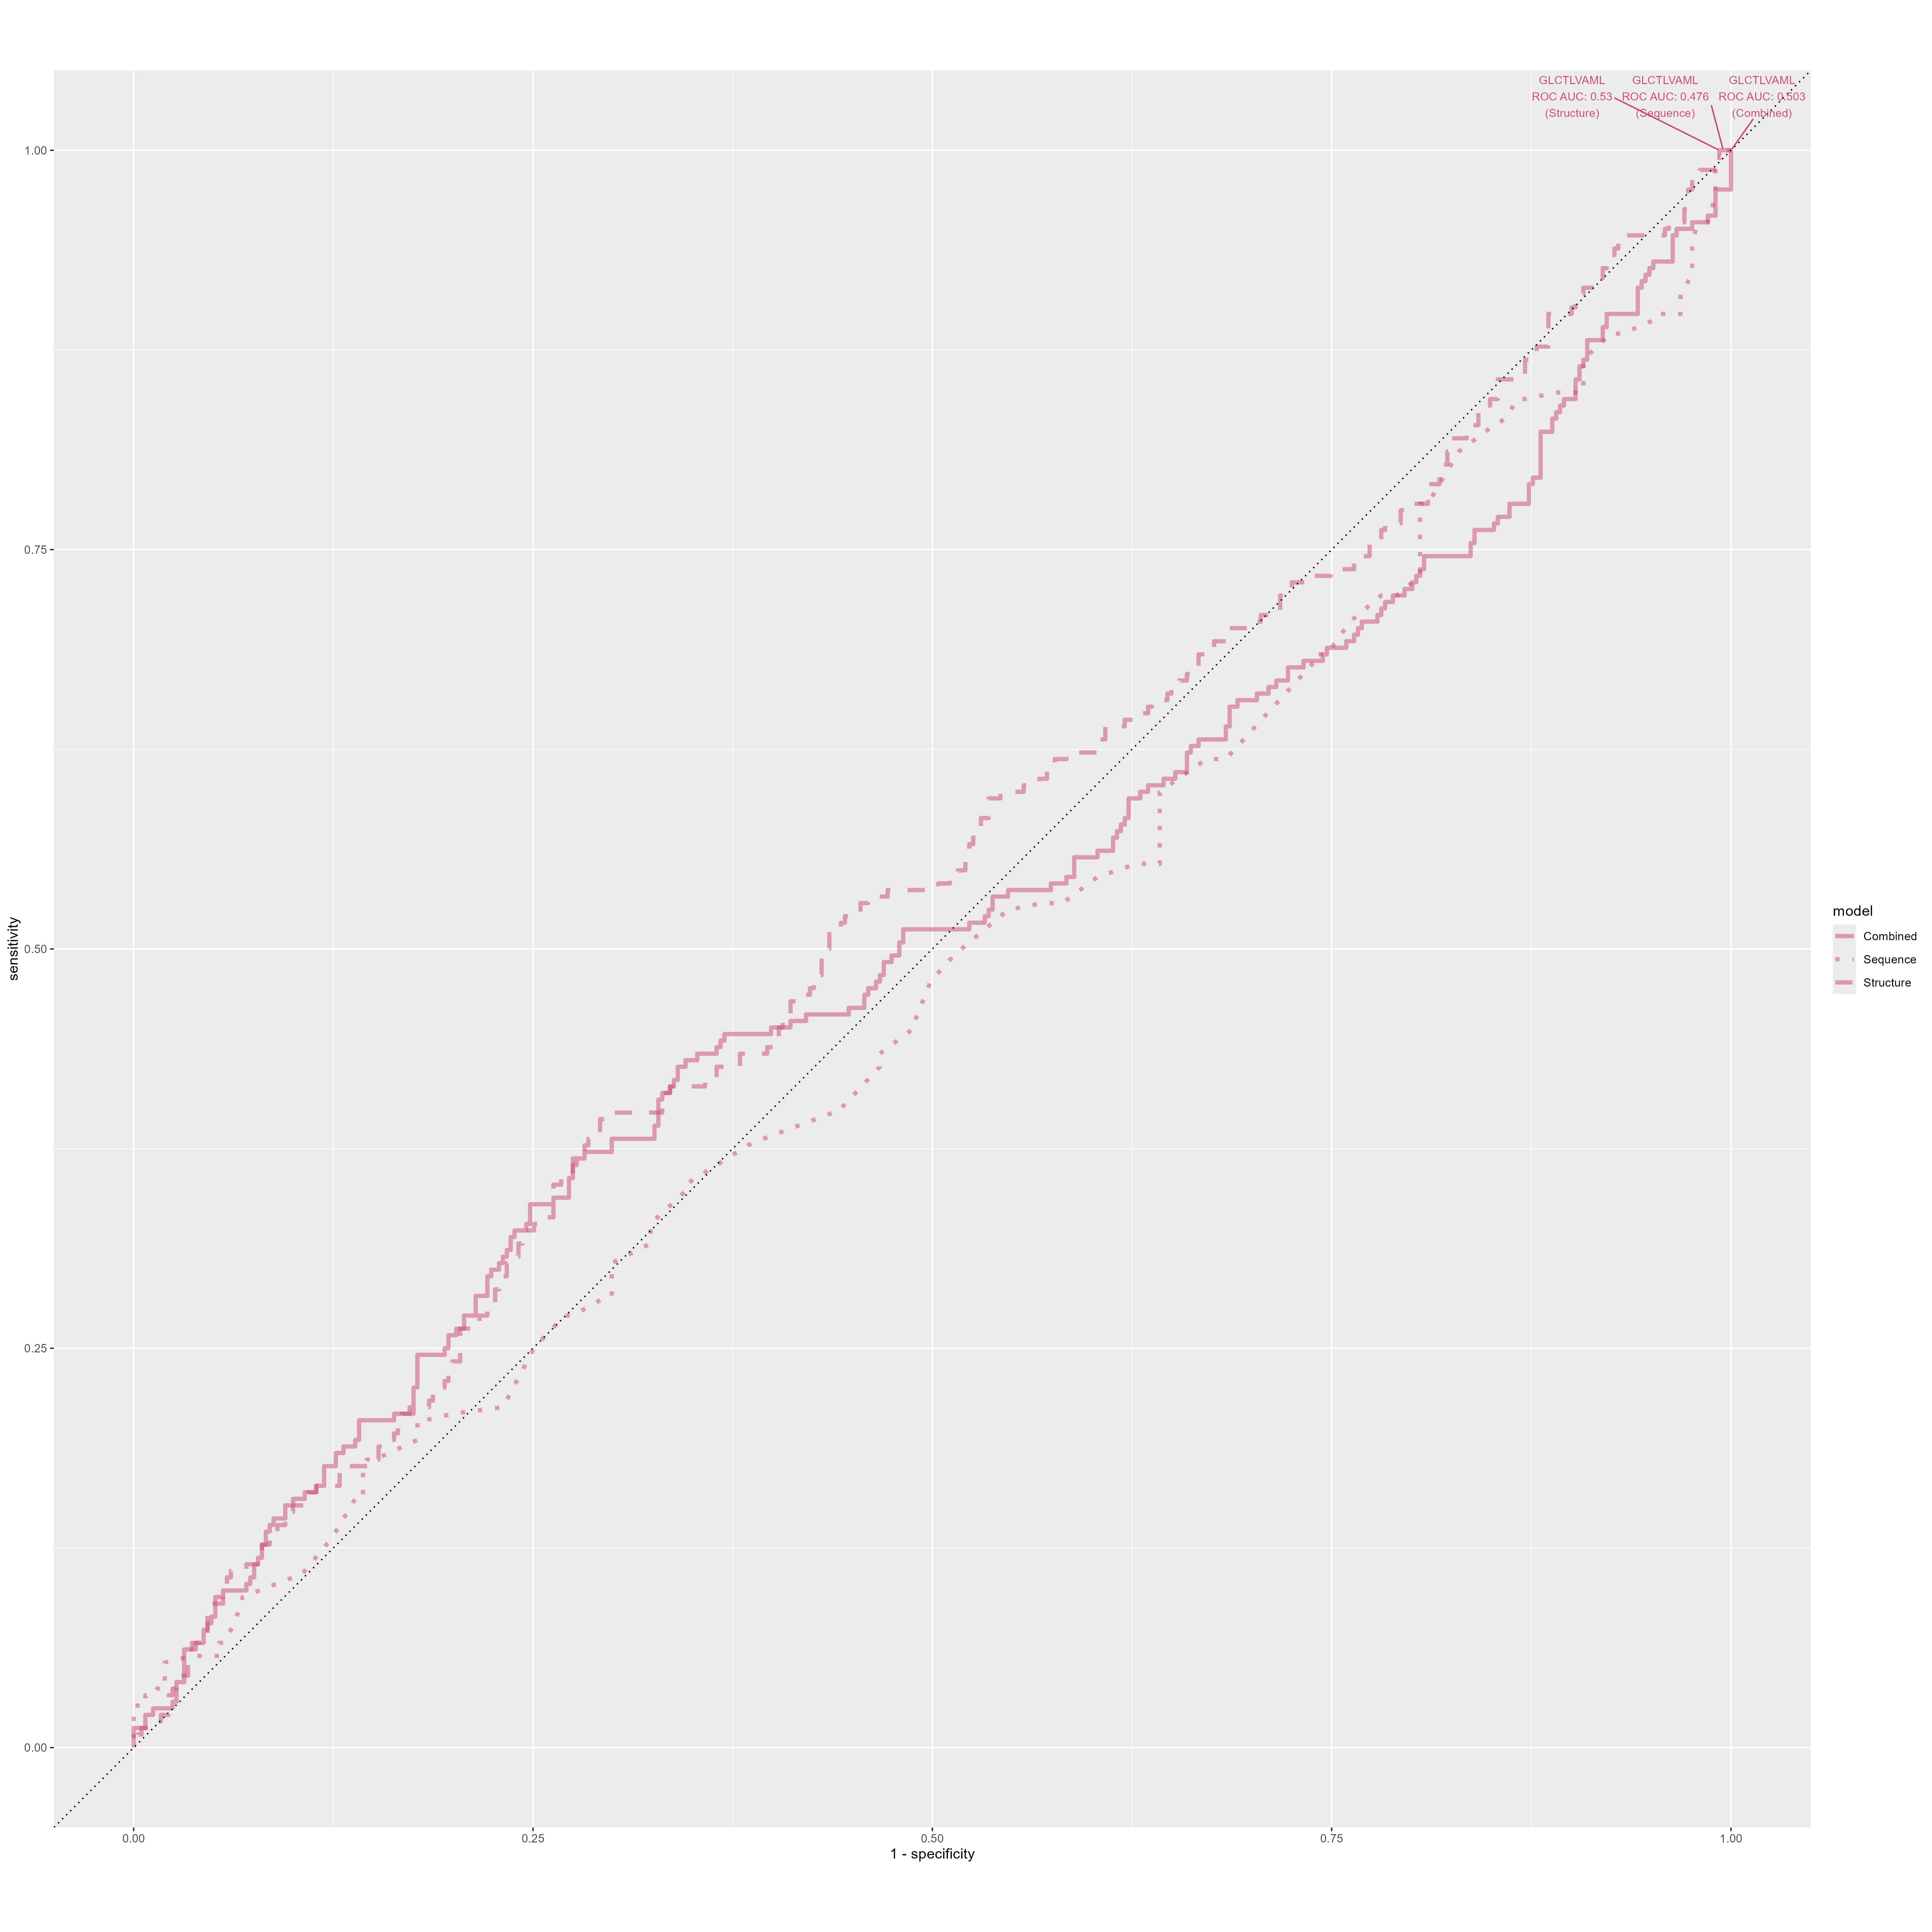 GLCTLVAML
ROC AUC: 0.53
(Structure)
GLCTLVAML
ROC AUC: 0.476
(Sequence)
GLCTLVAML
ROC AUC: 0.503
(Combined)
1.00
0.75
0.50
0.25
0.00
sensitivity
0.00
0.25
0.50
0.75
1.00
1 - specificity
model
Combined
Sequence
Structure